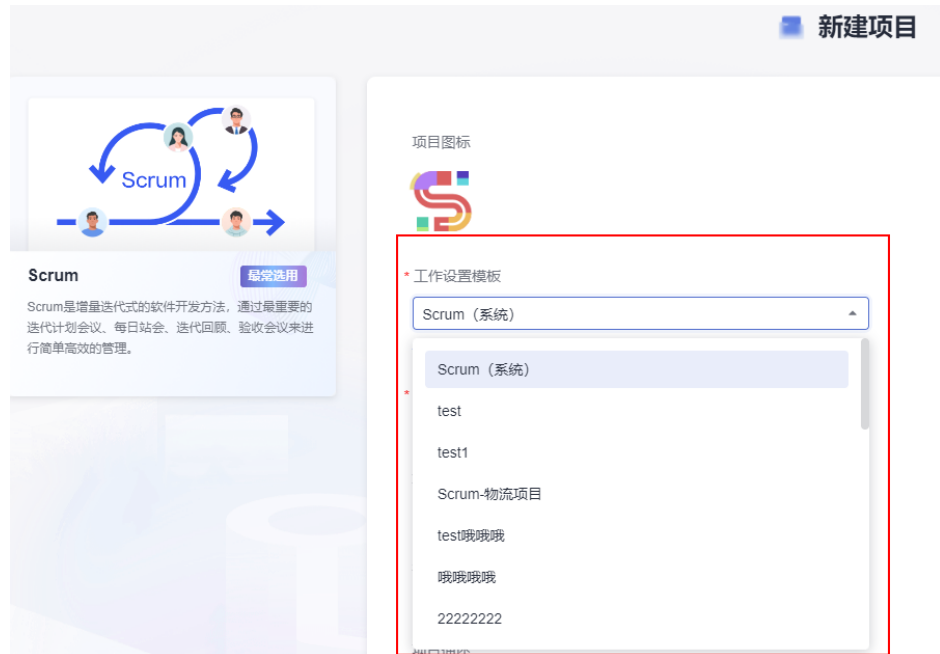 新建项目
Scrum
Scrum
最常选用
Scrum是增量迭代式的软件开发方法，通过最重要的
迭代计划会议、每日站会、迭代回顾、验收会议来进
行简单高效的管理。
项目图标
* 工作设置模板
Scrum（系统）
Scrum（系统）
*
test
test1
Scrum-物流项目
test哦哦哦
哦哦哦哦
22222222